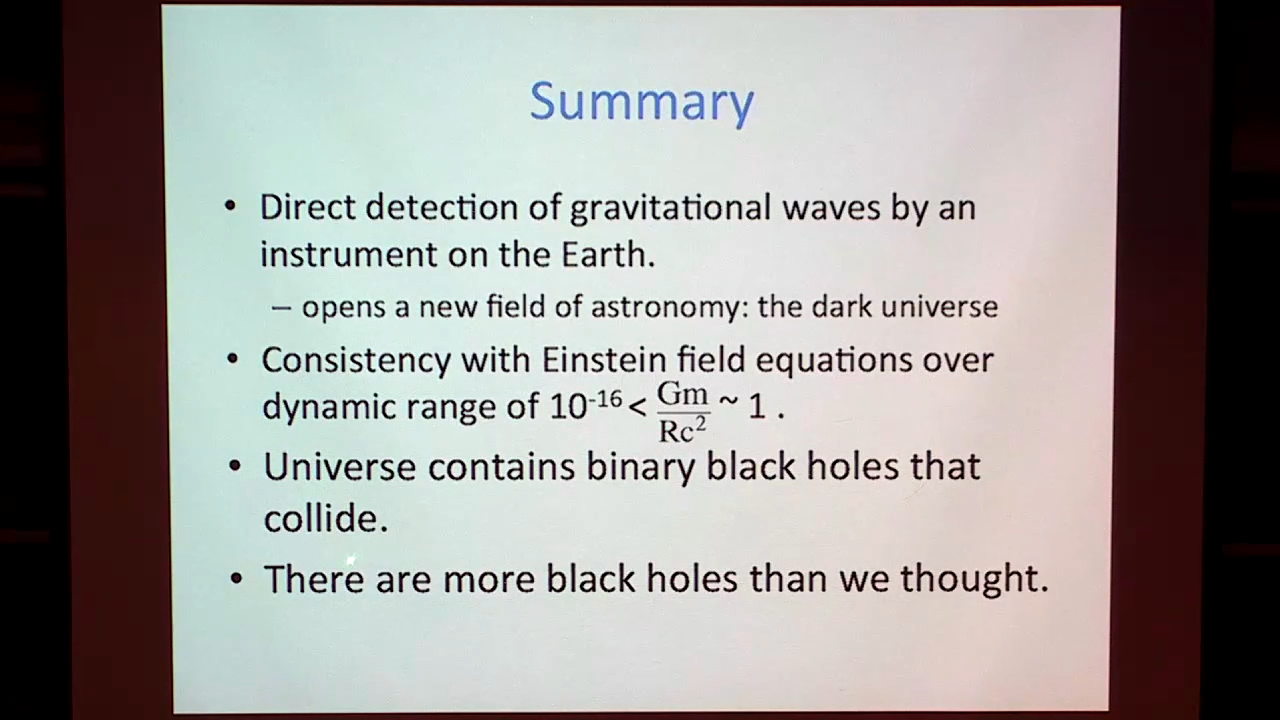 Summary
• Direct detection of gravitational waves by an
instrument on the Earth.
– opens a new field of astronomy: the dark universe
• Consistency with Einstein field equations over
dynamic range of 10⁻¹⁶ < Gm/Rc² ~ 1 .
• Universe contains binary black holes that
collide.
• There are more black holes than we thought.